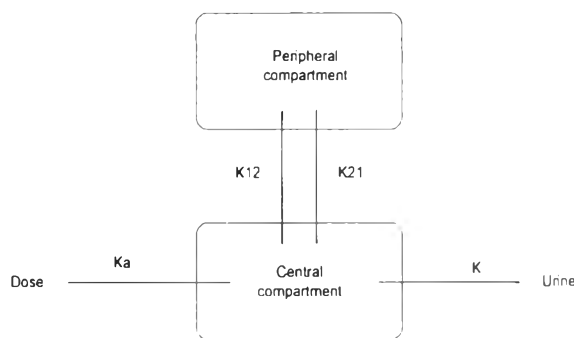 Peripheral
compartment
K12
K21
Ka
K
Dose
Central
compartment
Urine